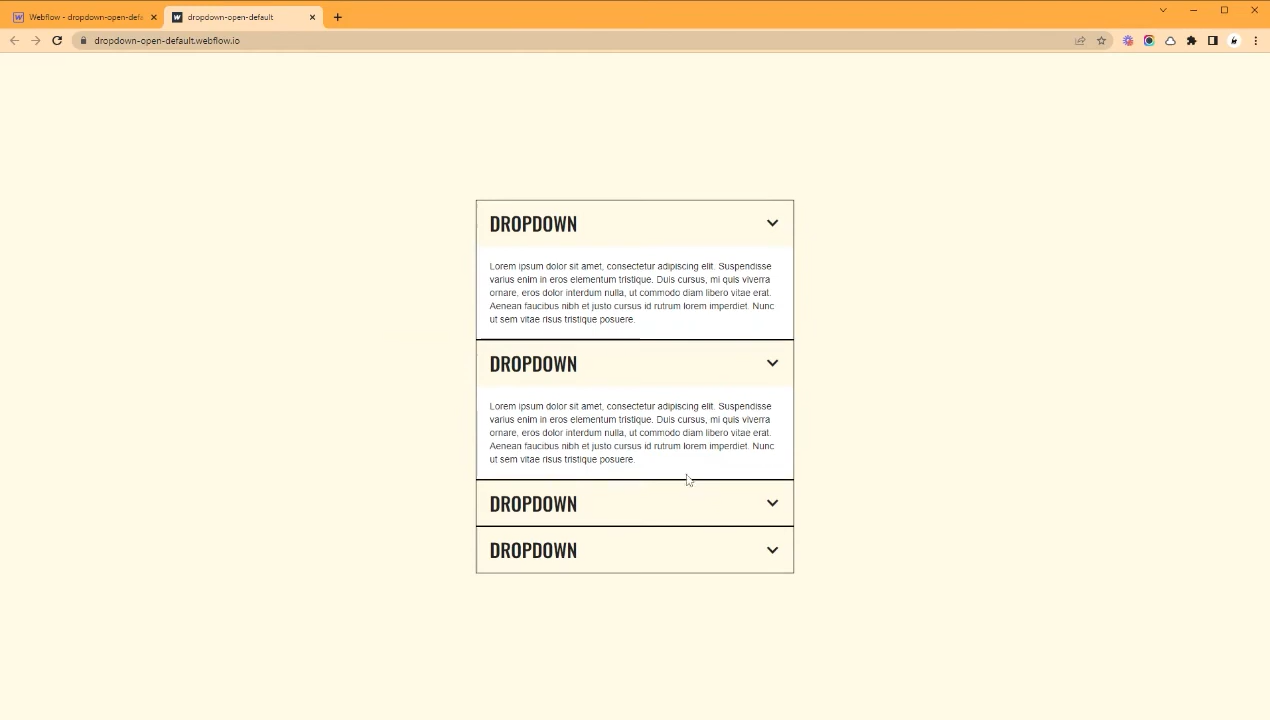 Webflow - dropdown-open-defa
dropdown-open-default
dropdown-open-default.webflow.io
DROPDOWN
Lorem ipsum dolor sit amet, consectetur adipiscing elit. Suspendisse
varius enim in eros elementum tristique. Duis cursus, mi quis viverra
ornare, eros dolor interdum nulla, ut commodo diam libero vitae erat.
Aenean faucibus nibh et justo cursus id rutrum lorem imperdiet. Nunc
ut sem vitae risus tristique posuere.
DROPDOWN
Lorem ipsum dolor sit amet, consectetur adipiscing elit. Suspendisse
varius enim in eros elementum tristique. Duis cursus, mi quis viverra
ornare, eros dolor interdum nulla, ut commodo diam libero vitae erat.
Aenean faucibus nibh et justo cursus id rutrum lorem imperdiet. Nunc
ut sem vitae risus tristique posuere.
DROPDOWN
DROPDOWN